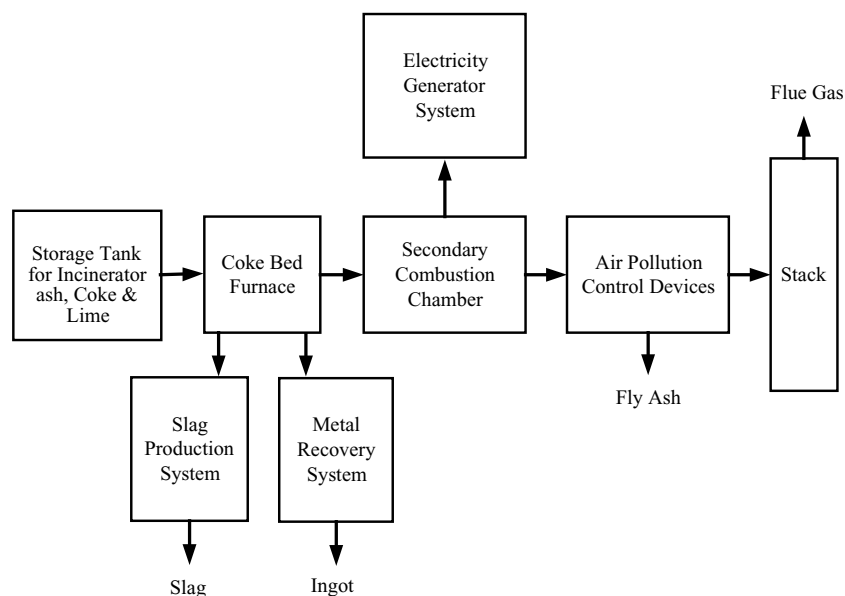 Electricity
Generator
System
Flue Gas
Storage Tank
for Incinerator
ash, Coke &
Lime
Coke Bed
Furnace
Secondary
Combustion
Chamber
Air Pollution
Control Devices
Stack
Slag
Production
System
Metal
Recovery
System
Fly Ash
Slag
Ingot